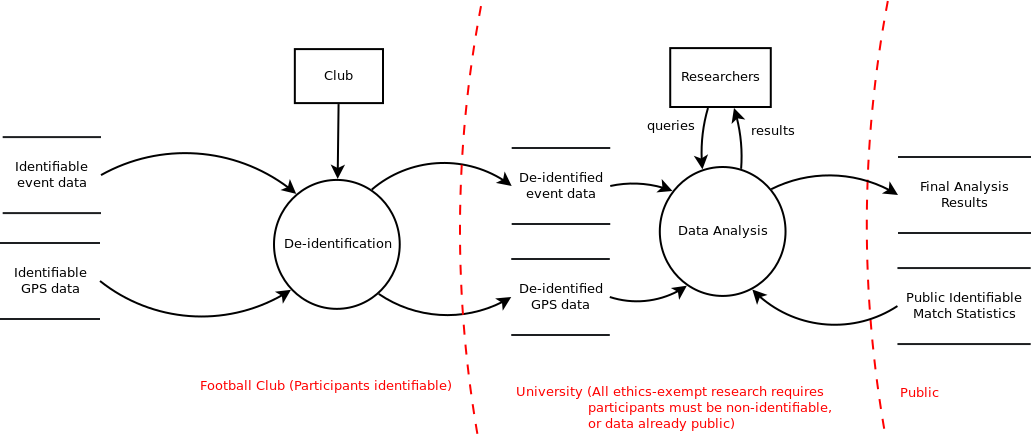 Club
Researchers
queries
results
Identifiable
event data
De-identified
event data
Final Analysis
Results
De-identification
Data Analysis
Identifiable
GPS data
De-identified
GPS data
Public Identifiable
Match Statistics
Football Club (Participants identifiable)
University (All ethics-exempt research requires
participants must be non-identifiable,
or data already public)
Public